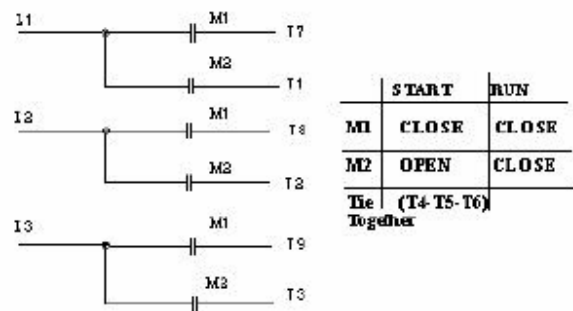 I1
M1
T7
M2
T1
I2
M1
T8
M2
T2
I3
M1
T9
M2
T3
START RUN
M1 CLOSE CLOSE
M2 OPEN CLOSE
Tie (T4-T5-T6)
Together